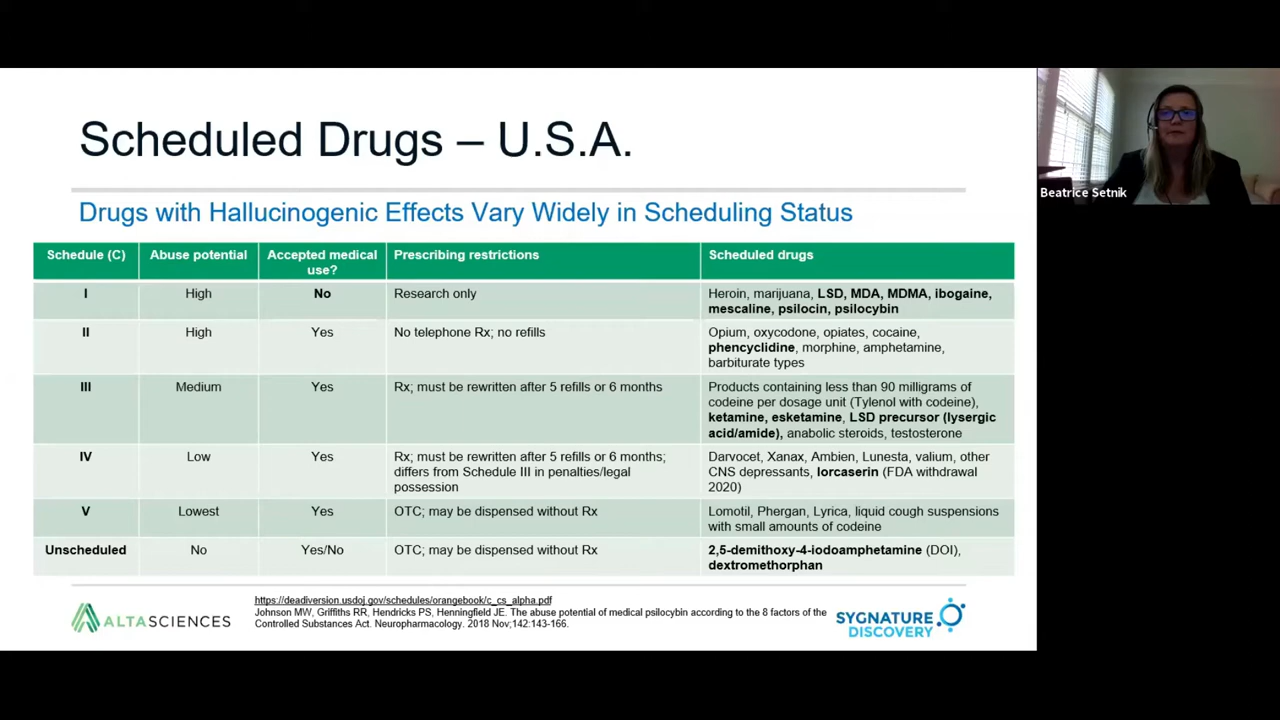 Scheduled Drugs – U.S.A.
Beatrice Setnik
Drugs with Hallucinogenic Effects Vary Widely in Scheduling Status
Schedule (C) Abuse potential Accepted medical use? Prescribing restrictions Scheduled drugs
I High No Research only Heroin, marijuana, LSD, MDA, MDMA, ibogaine,
mescaline, psilocin, psilocybin
II High Yes No telephone Rx; no refills Opium, oxycodone, opiates, cocaine,
phencyclidine, morphine, amphetamine,
barbiturate types
III Medium Yes Rx; must be rewritten after 5 refills or 6 months Products containing less than 90 milligrams of
codeine per dosage unit (Tylenol with codeine),
ketamine, esketamine, LSD precursor (lysergic
acid/amide), anabolic steroids, testosterone
IV Low Yes Rx; must be rewritten after 5 refills or 6 months; Darvocet, Xanax, Ambien, Lunesta, valium, other
differs from Schedule III in penalties/legal CNS depressants, lorcaserin (FDA withdrawal
possession 2020)
V Lowest Yes OTC; may be dispensed without Rx Lomotil, Phergan, Lyrica, liquid cough suspensions
with small amounts of codeine
Unscheduled No Yes/No OTC; may be dispensed without Rx 2,5-demithoxy-4-iodoamphetamine (DOI),
dextromethorphan
ALTASCIENCES
https://deadiversion.usdoj.gov/schedules/orangebook/c_cs_alpha.pdf
Johnson MW, Griffiths RR, Hendricks PS, Henningfield JE. The abuse potential of medical psilocybin according to the 8 factors of the
Controlled Substances Act. Neuropharmacology. 2018 Nov;142:143-166.
SYGNATURE
DISCOVERY